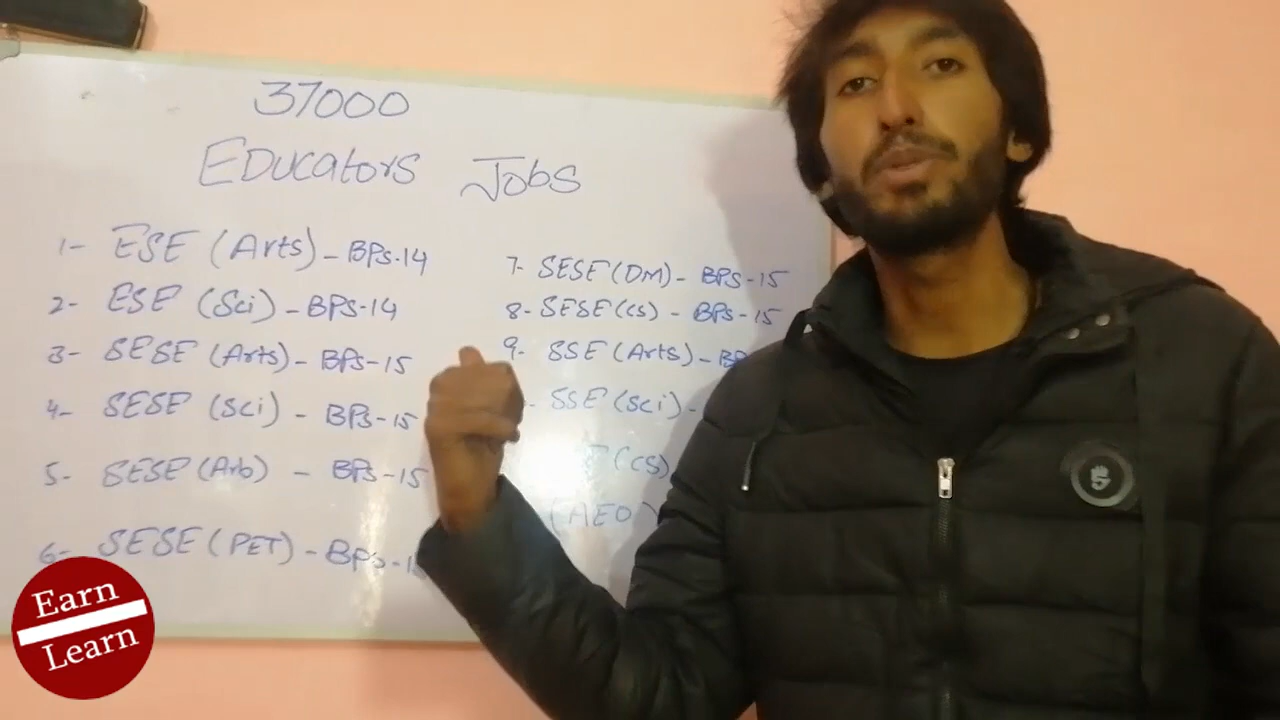 37000
Educators Jobs
1- ESE (Arts) - BPS-14
2- ESE (Sci) - BPS-14
3- SESE (Arts) - BPS-15
4- SESE (Sci) - BPS-15
5- SESE (Arb) - BPS-15
6- SESE (PET) - BPS-
7- SESE (DM) - BPS-15
8- SESE (CS) - BPS-15
9- SSE (Arts) -
SSE (Sci) -
(CS)
(AEO)
Earn
Learn